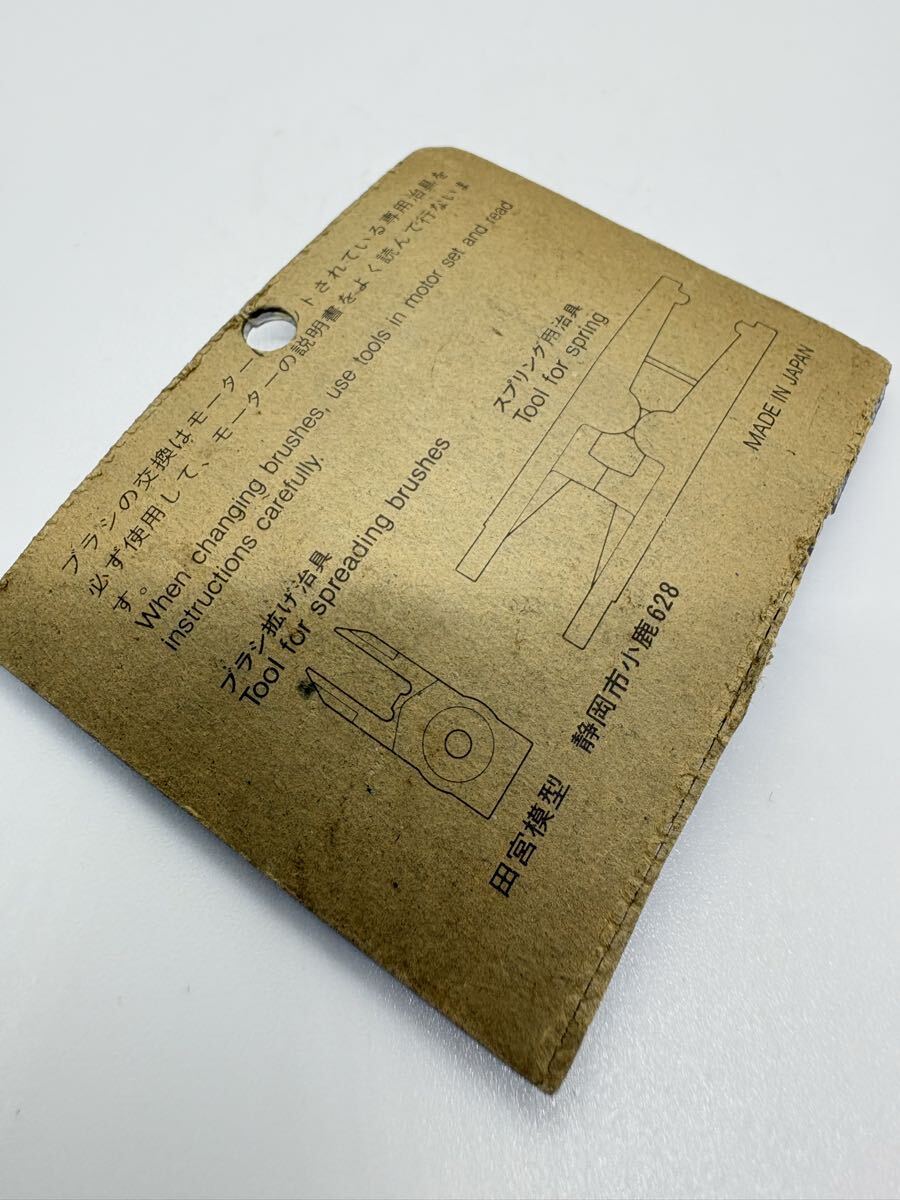 ブラシの交換はモーター トされている専用治具を
必ず使用して、モーターの説明書をよく読んで行ないま
す。
When changing brushes, use tools in motor set and read
instructions carefully.
ブラシ拡げ治具
Tool for spreading brushes
スプリング用治具
Tool for spring
田宮模型 静岡市小鹿628
MADE IN JAPAN